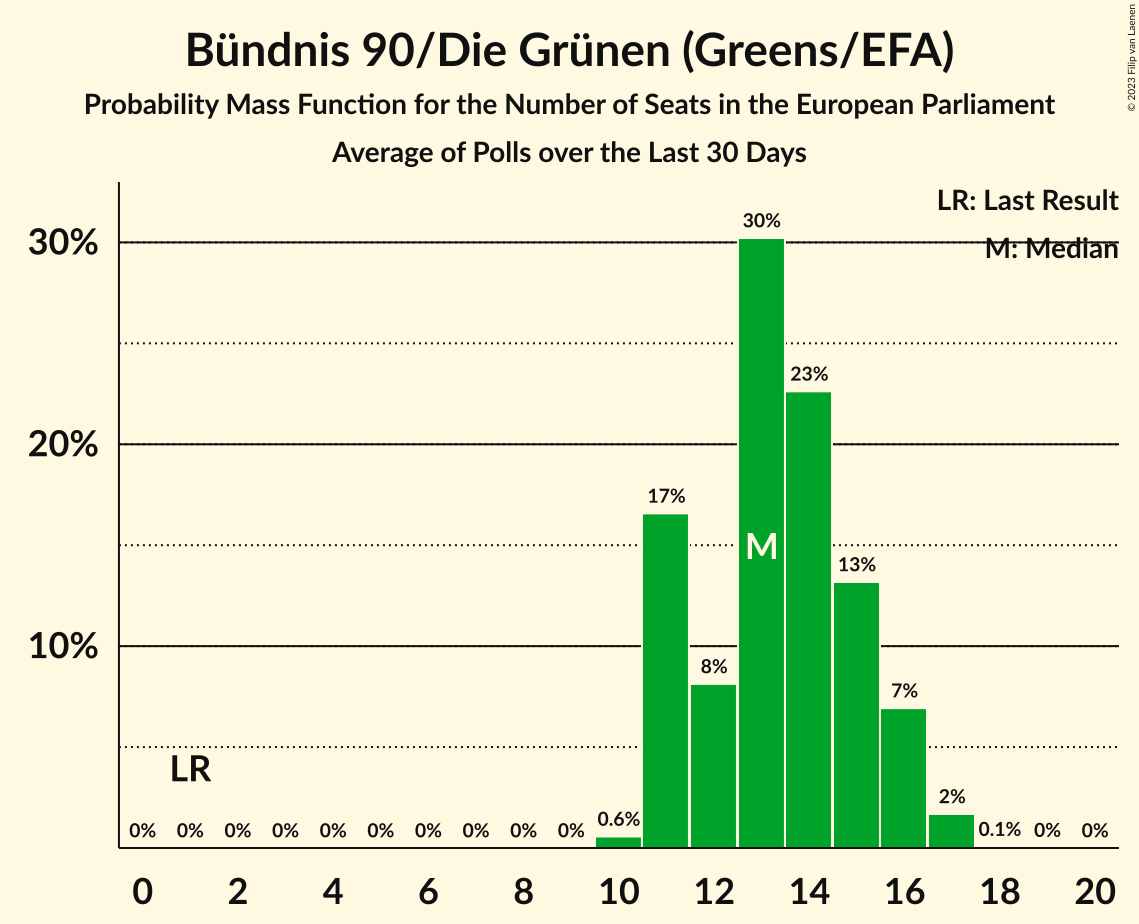 Bündnis 90/Die Grünen (Greens/EFA)
Probability Mass Function for the Number of Seats in the European Parliament
Average of Polls over the Last 30 Days
© 2023 Filip van Laenen
LR: Last Result
M: Median
30%
20%
10%
30%
23%
17%
M
13%
8%
7%
LR
2%
0% 0% 0% 0% 0% 0% 0% 0% 0% 0% 0.6% 0.1% 0% 0%
0 2 4 6 8 10 12 14 16 18 20